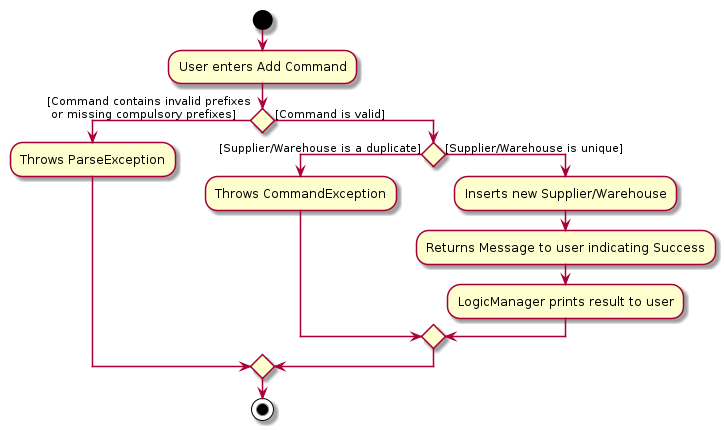 User enters Add Command
[Command contains invalid prefixes
or missing compulsory prefixes]
[Command is valid]
Throws ParseException
[Supplier/Warehouse is a duplicate]
[Supplier/Warehouse is unique]
Throws CommandException
Inserts new Supplier/Warehouse
Returns Message to user indicating Success
LogicManager prints result to user